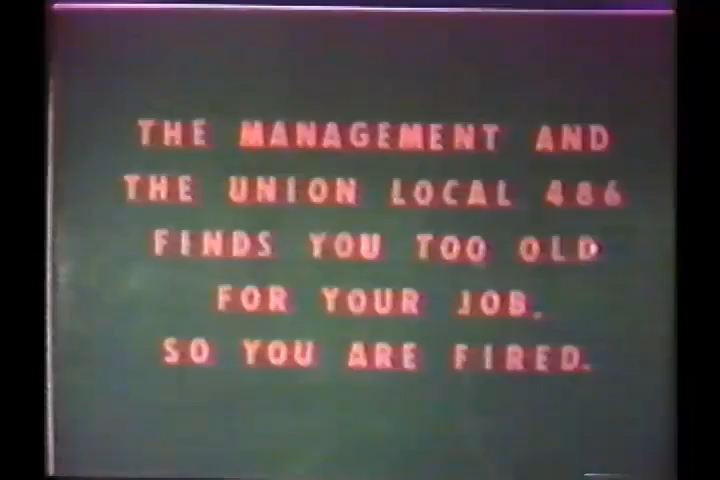 THE MANAGEMENT AND
THE UNION LOCAL 486
FINDS YOU TOO OLD
FOR YOUR JOB.
SO YOU ARE FIRED.